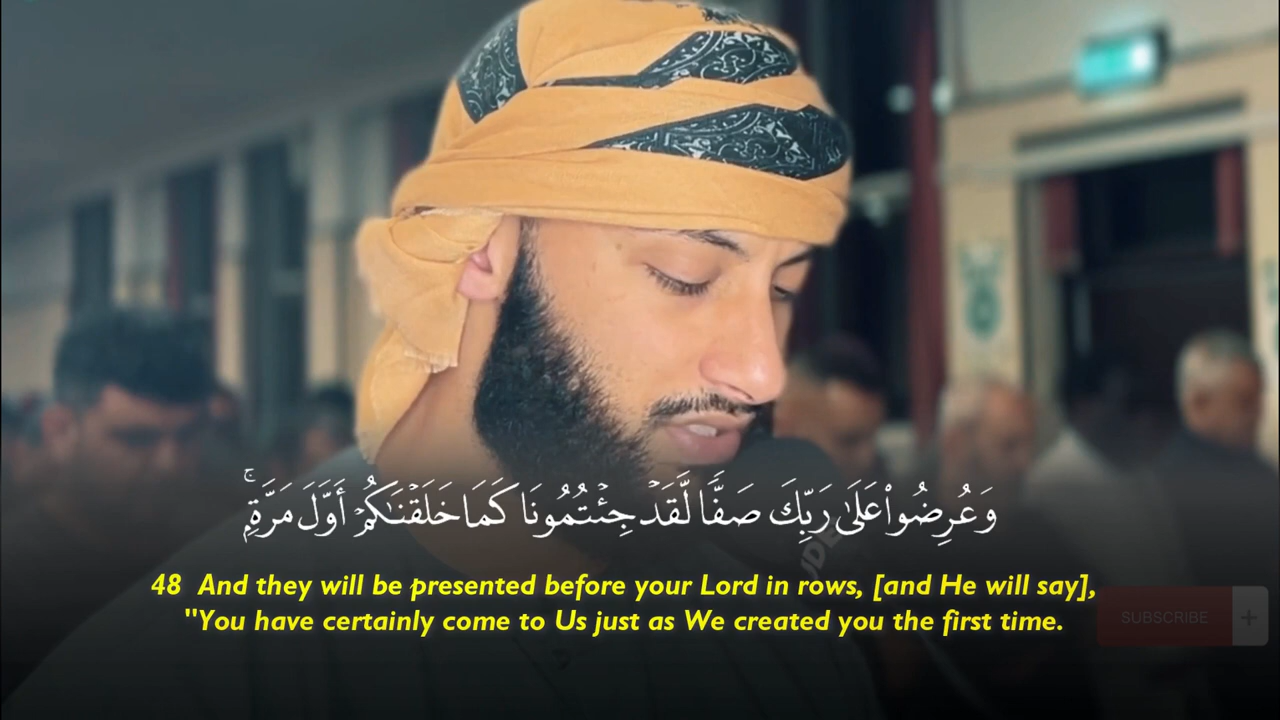 وَعُرِضُوا۟ عَلَىٰ رَبِّكَ صَفًّا لَّقَدْ جِئْتُمُونَا كَمَا خَلَقْنَـٰكُمْ أَوَّلَ مَرَّةٍۭ ۚ
48 And they will be presented before your Lord in rows, [and He will say],
"You have certainly come to Us just as We created you the first time.
SUBSCRIBE +